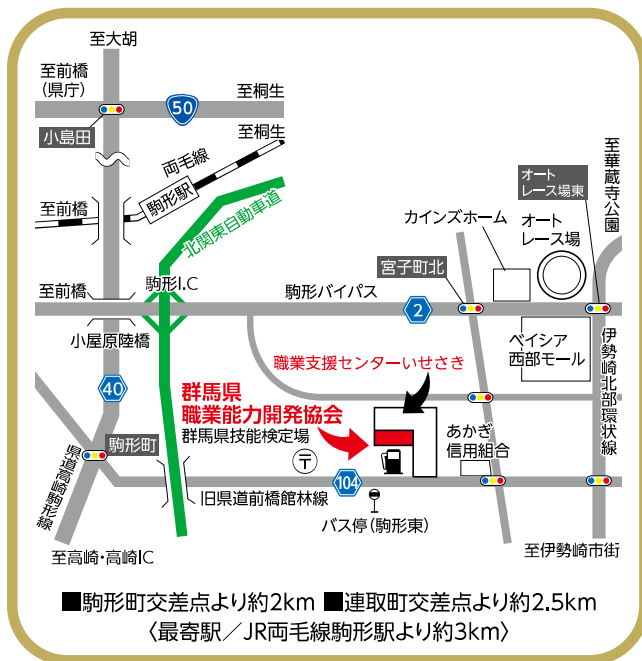 至大胡
至前橋
(県庁)
50
至桐生
小島田
至桐生
両毛線
駒形駅
至前橋
北関東自動車道
至華蔵寺公園
オート
レース場東
オート
レース場
カインズホーム
宮子町北
駒形I.C
至前橋
駒形バイパス
2
小屋原陸橋
ベイシア
西部モール
伊勢崎北部環状線
職業支援センターいせさき
40
群馬県
職業能力開発協会
群馬県技能検定場
駒形町
あかぎ
信用組合
〒
104
県道高崎駒形線
旧県道前橋館林線
バス停(駒形東)
至高崎・高崎IC
至伊勢崎市街
■駒形町交差点より約2km ■連取町交差点より約2.5km
〈最寄駅/JR両毛線駒形駅より約3km〉